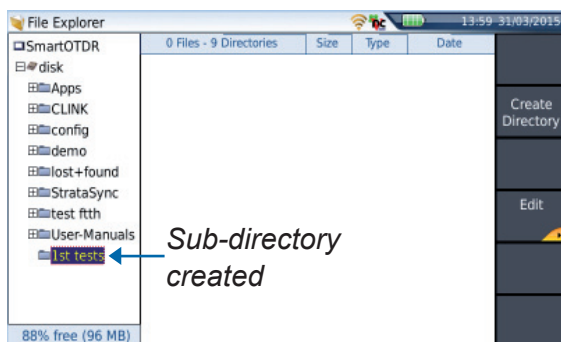 File Explorer
13:59 31/03/2015
SmartOTDR
0 Files - 9 Directories Size Type Date
disk
Apps
CLINK
config
demo
lost+found
StrataSync
test ftth
User-Manuals
1st tests
Sub-directory
created
Create
Directory
Edit
88% free (96 MB)